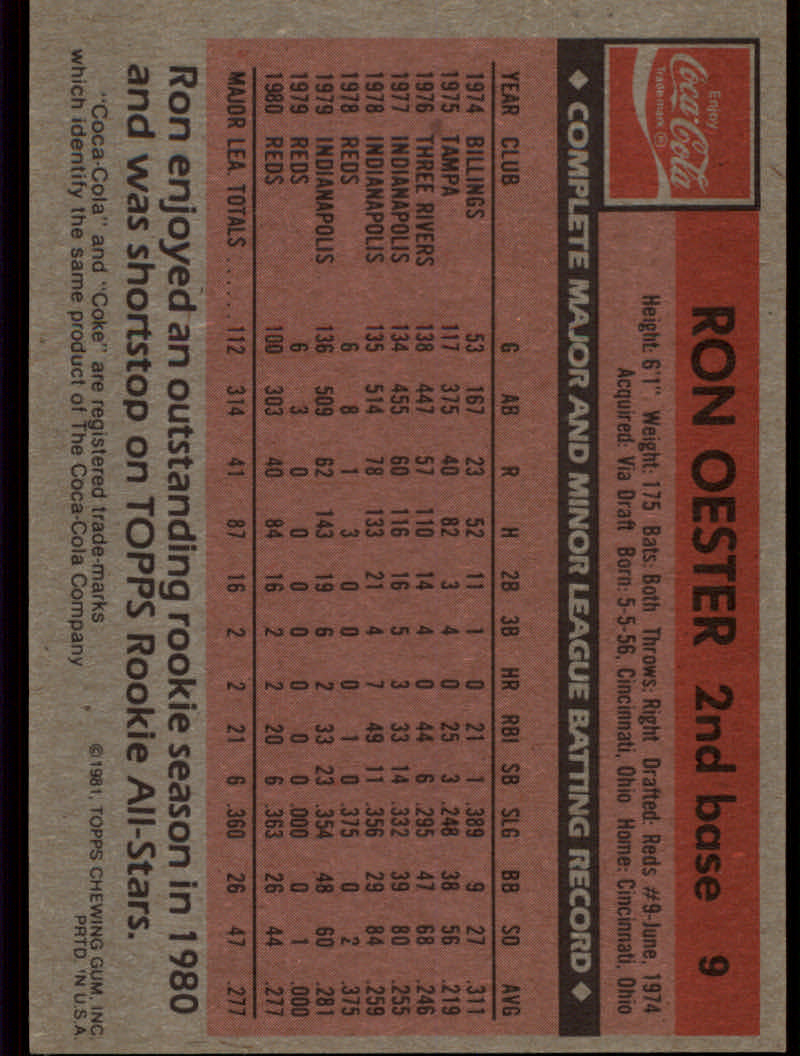 Enjoy
Coca-Cola
Trade-mark ®
RON OESTER 2nd base 9
Height: 6'1" Weight: 175 Bats: Both Throws: Right Drafted: Reds #9-June, 1974
Acquired: Via Draft Born: 5-5-56, Cincinnati, Ohio Home: Cincinnati, Ohio
◆ COMPLETE MAJOR AND MINOR LEAGUE BATTING RECORD ◆
YEAR CLUB G AB R H 2B 3B HR RBI SB SLG BB SO AVG
1974 BILLINGS 53 167 23 52 11 1 0 21 1 .389 9 27 .311
1975 TAMPA 117 375 40 82 3 4 0 25 3 .248 38 56 .219
1976 THREE RIVERS 138 447 57 110 14 4 0 44 6 .295 47 68 .246
1977 INDIANAPOLIS 134 455 60 116 16 5 3 33 14 .332 39 80 .255
1978 INDIANAPOLIS 135 514 78 133 21 4 7 49 11 .356 29 84 .259
1978 REDS 6 8 1 3 0 0 0 1 0 .375 0 2 .375
1979 INDIANAPOLIS 136 509 62 143 19 6 2 33 23 .354 48 60 .281
1979 REDS 6 3 0 0 0 0 0 0 0 .000 0 1 .000
1980 REDS 100 303 40 84 16 2 2 20 6 .363 26 44 .277
MAJOR LEA. TOTALS ...... 112 314 41 87 16 2 2 21 6 .360 26 47 .277
Ron enjoyed an outstanding rookie season in 1980
and was shortstop on TOPPS Rookie All-Stars.
"Coca-Cola" and "Coke" are registered trade-marks
which identify the same product of The Coca-Cola Company
©1981, TOPPS CHEWING GUM, INC.
PRTD. IN U.S.A.